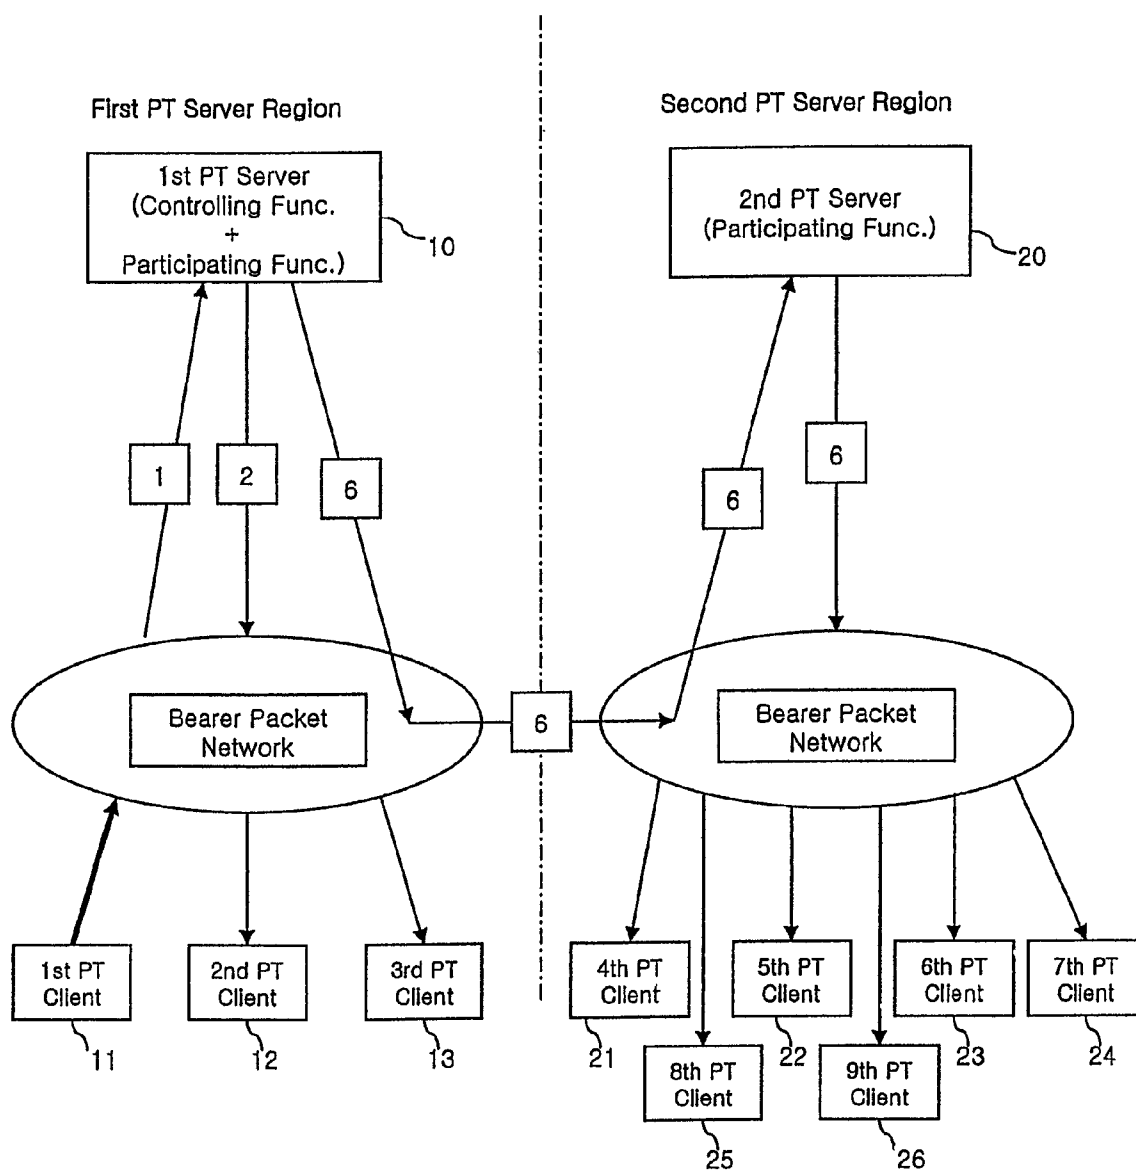 First PT Server Region
Second PT Server Region
1st PT Server
(Controlling Func.
+
Participating Func.)
10
2nd PT Server
(Participating Func.)
20
1
2
6
6
6
6
Bearer Packet
Network
Bearer Packet
Network
1st PT
Client
11
2nd PT
Client
12
3rd PT
Client
13
4th PT
Client
21
5th PT
Client
22
6th PT
Client
23
7th PT
Client
24
8th PT
Client
25
9th PT
Client
26